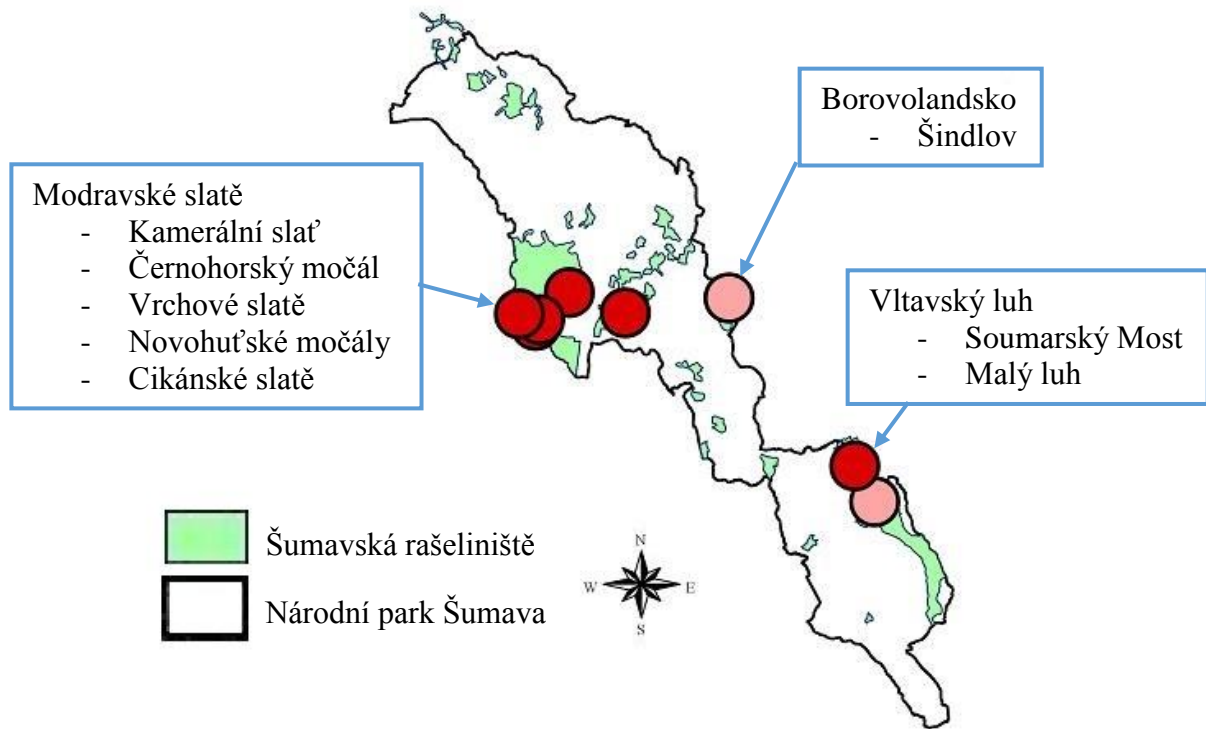 Borovolandsko
- Šindlov
Modravské slatě
- Kamerální slať
- Černohorský močál
- Vrchové slatě
- Novohuťské močály
- Cikánské slatě
Vltavský luh
- Soumarský Most
- Malý luh
Šumavská rašeliniště
Národní park Šumava
N
W E
S